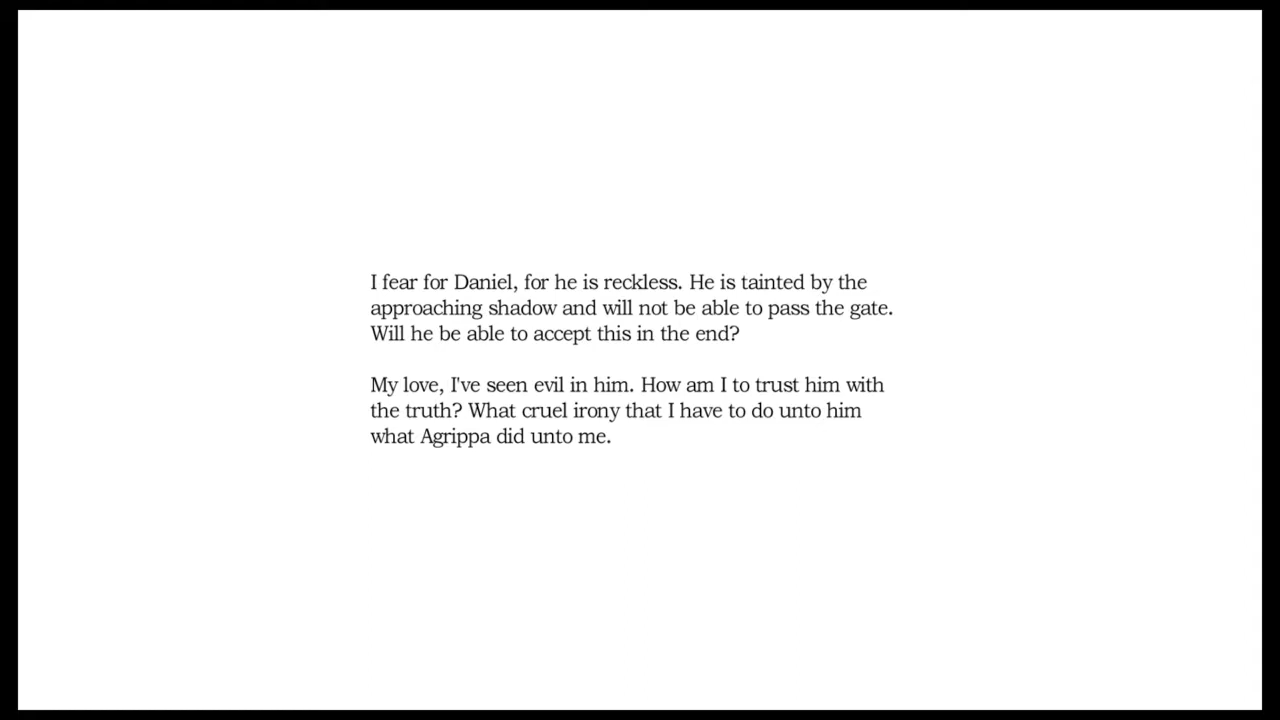 I fear for Daniel, for he is reckless. He is tainted by the
approaching shadow and will not be able to pass the gate.
Will he be able to accept this in the end?
My love, I've seen evil in him. How am I to trust him with
the truth? What cruel irony that I have to do unto him
what Agrippa did unto me.